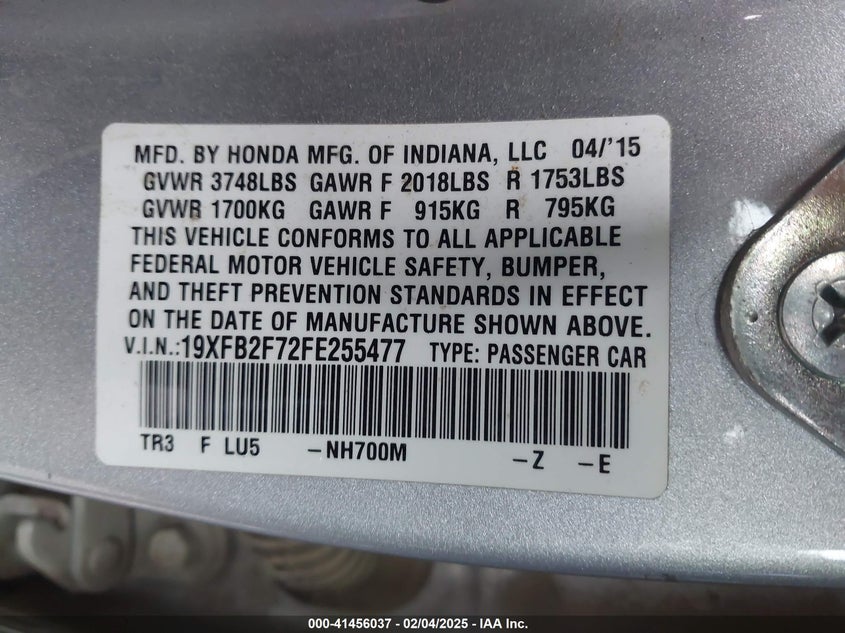 MFD. BY HONDA MFG. OF INDIANA, LLC 04/'15
GVWR 3748LBS GAWR F 2018LBS R 1753LBS
GVWR 1700KG GAWR F 915KG R 795KG
THIS VEHICLE CONFORMS TO ALL APPLICABLE
FEDERAL MOTOR VEHICLE SAFETY, BUMPER,
AND THEFT PREVENTION STANDARDS IN EFFECT
ON THE DATE OF MANUFACTURE SHOWN ABOVE.
V.I.N.:19XFB2F72FE255477 TYPE: PASSENGER CAR
TR3 F LU5 -NH700M -Z -E
000-41456037 - 02/04/2025 - IAA Inc.